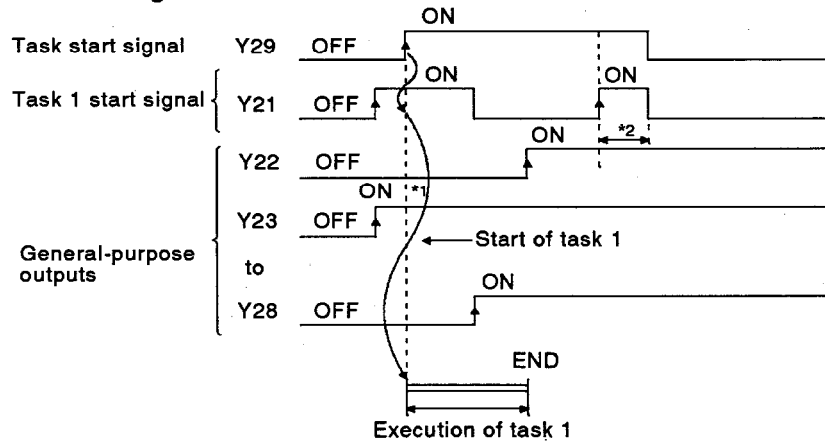 ON
Task start signal Y29 OFF
ON ON
Task 1 start signal Y21 OFF
*2
ON
Y22 OFF
ON *1
Y23 OFF
Start of task 1
General-purpose
outputs
to
ON
Y28 OFF
END
Execution of task 1